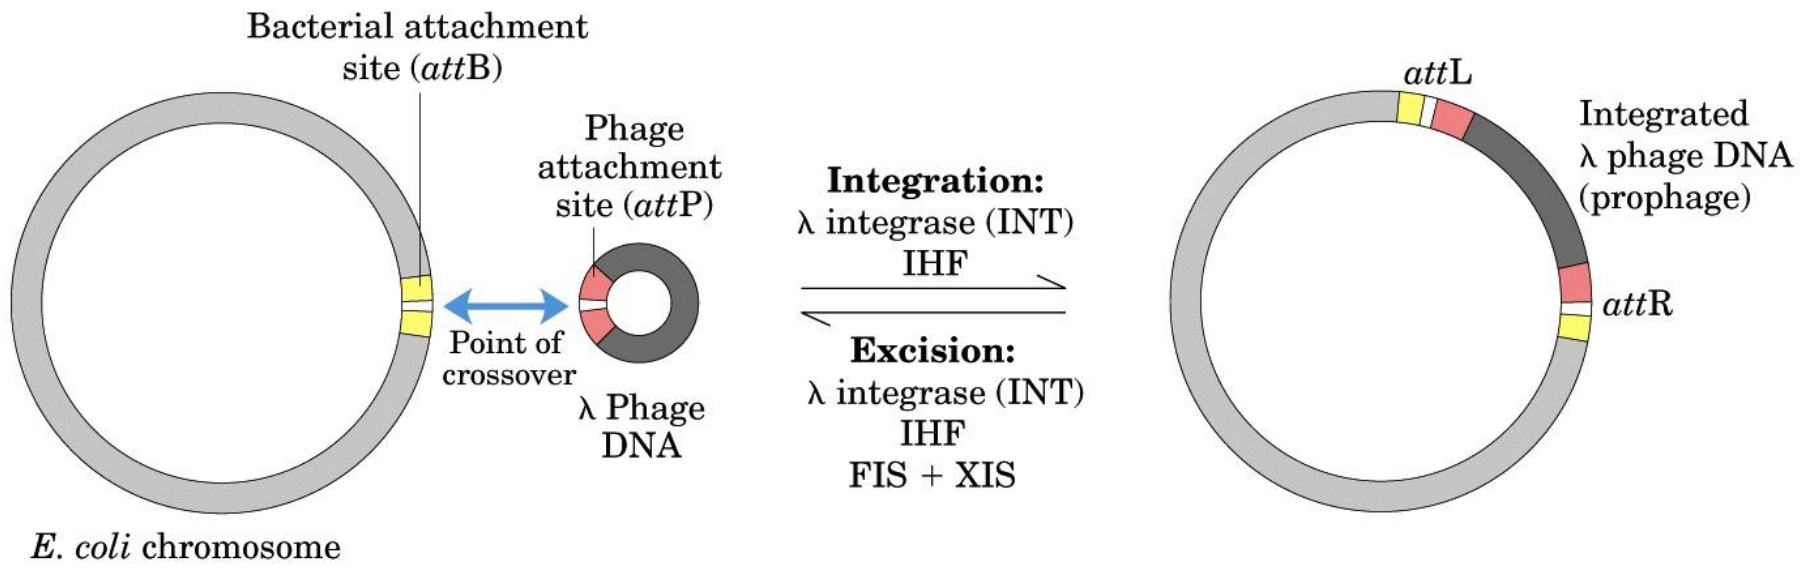 Bacterial attachment
site (attB)
Phage
attachment
site (attP)
Point of
crossover
λ Phage
DNA
E. coli chromosome
Integration:
λ integrase (INT)
IHF
Excision:
λ integrase (INT)
IHF
FIS + XIS
attL
Integrated
λ phage DNA
(prophage)
attR